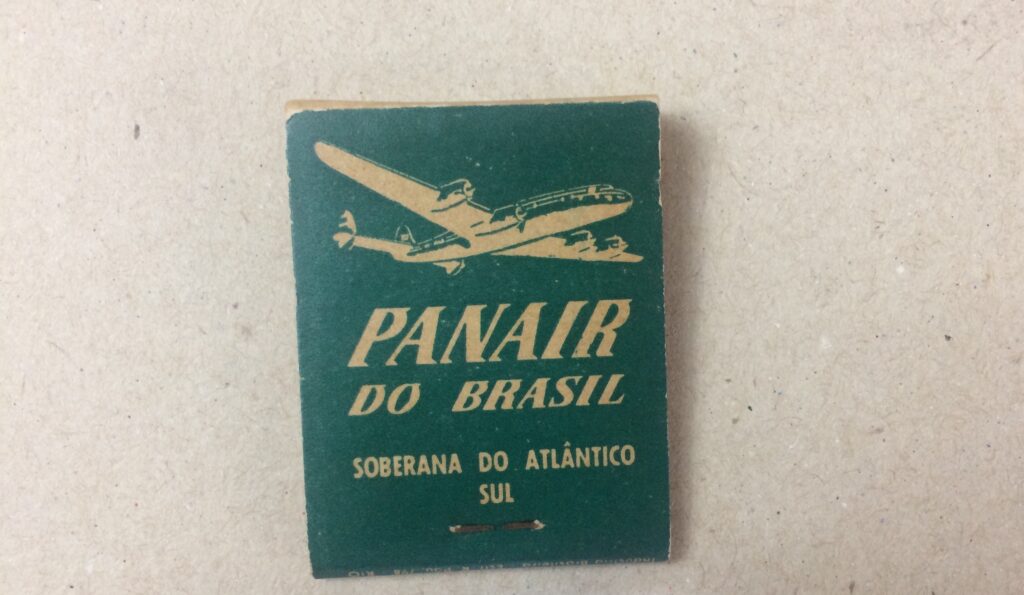 PANAIR
DO BRASIL
SOBERANA DO ATLÂNTICO
SUL